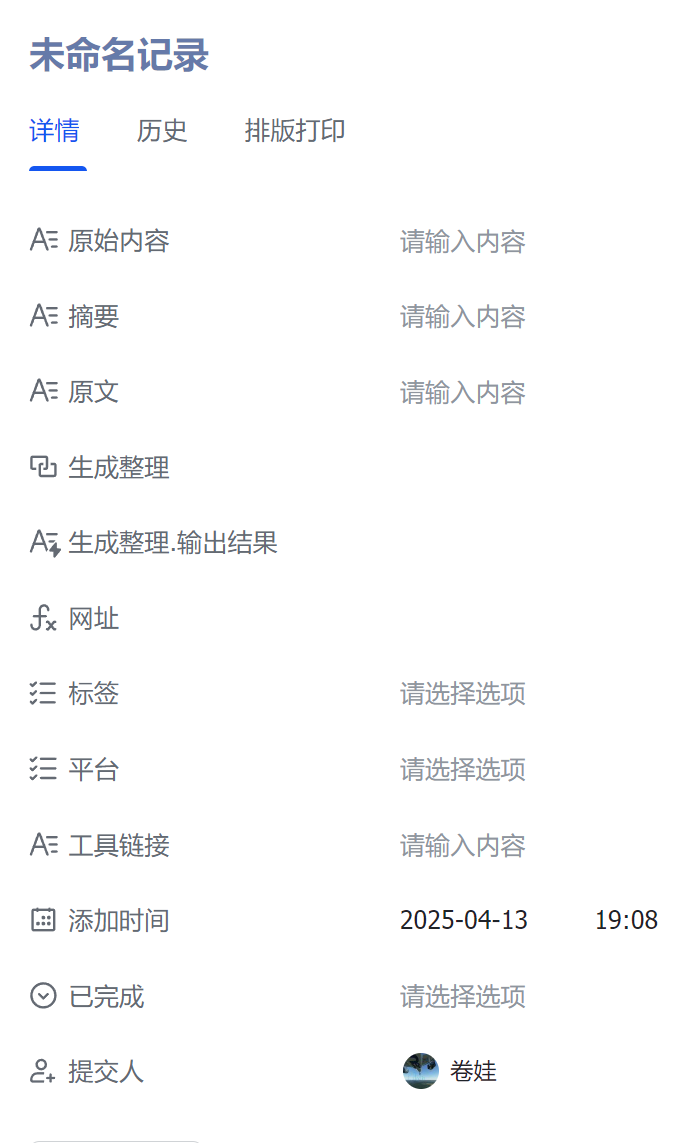 未命名记录
详情 历史 排版打印
原始内容 请输入内容
摘要 请输入内容
原文 请输入内容
生成整理
生成整理.输出结果
网址
标签 请选择选项
平台 请选择选项
工具链接 请输入内容
添加时间 2025-04-13 19:08
已完成 请选择选项
提交人 卷娃